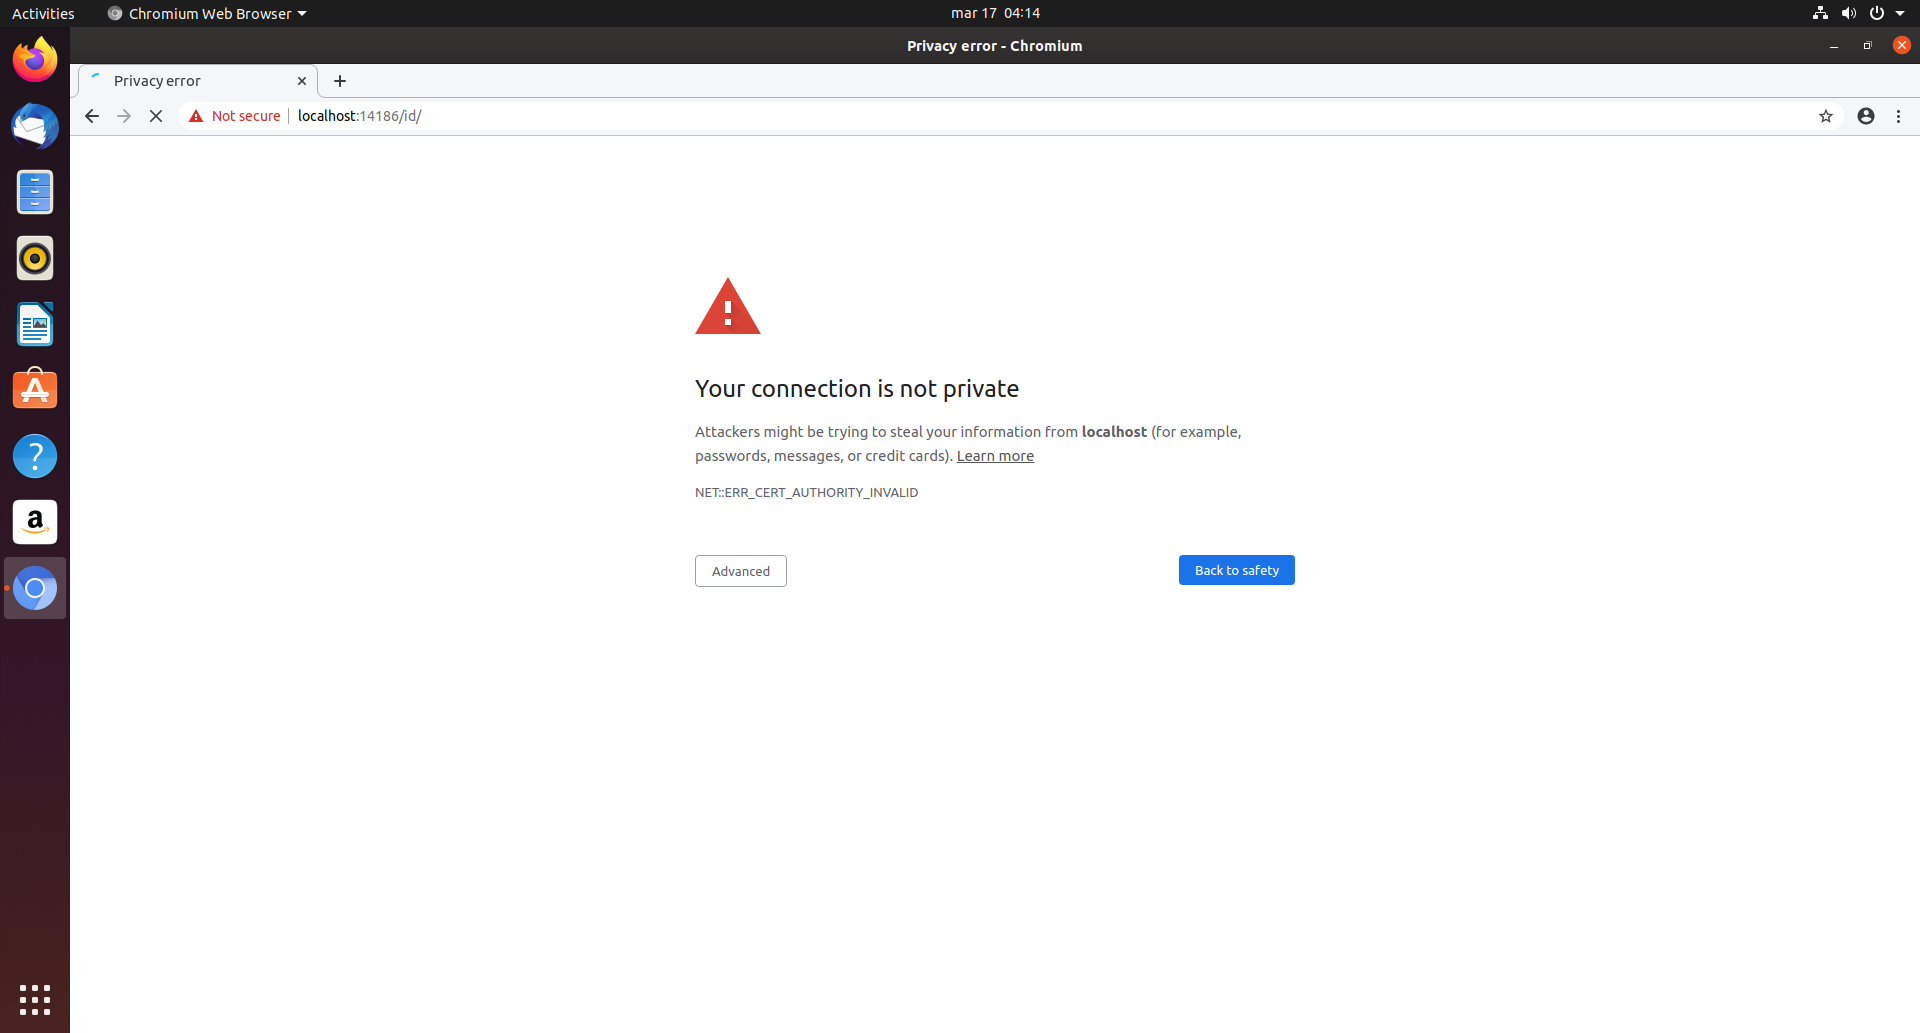 Activities
Chromium Web Browser
mar 17 04:14
Privacy error - Chromium
Privacy error
Not secure
localhost:14186/id/
Your connection is not private
Attackers might be trying to steal your information from localhost (for example,
passwords, messages, or credit cards). Learn more
NET::ERR_CERT_AUTHORITY_INVALID
Advanced
Back to safety